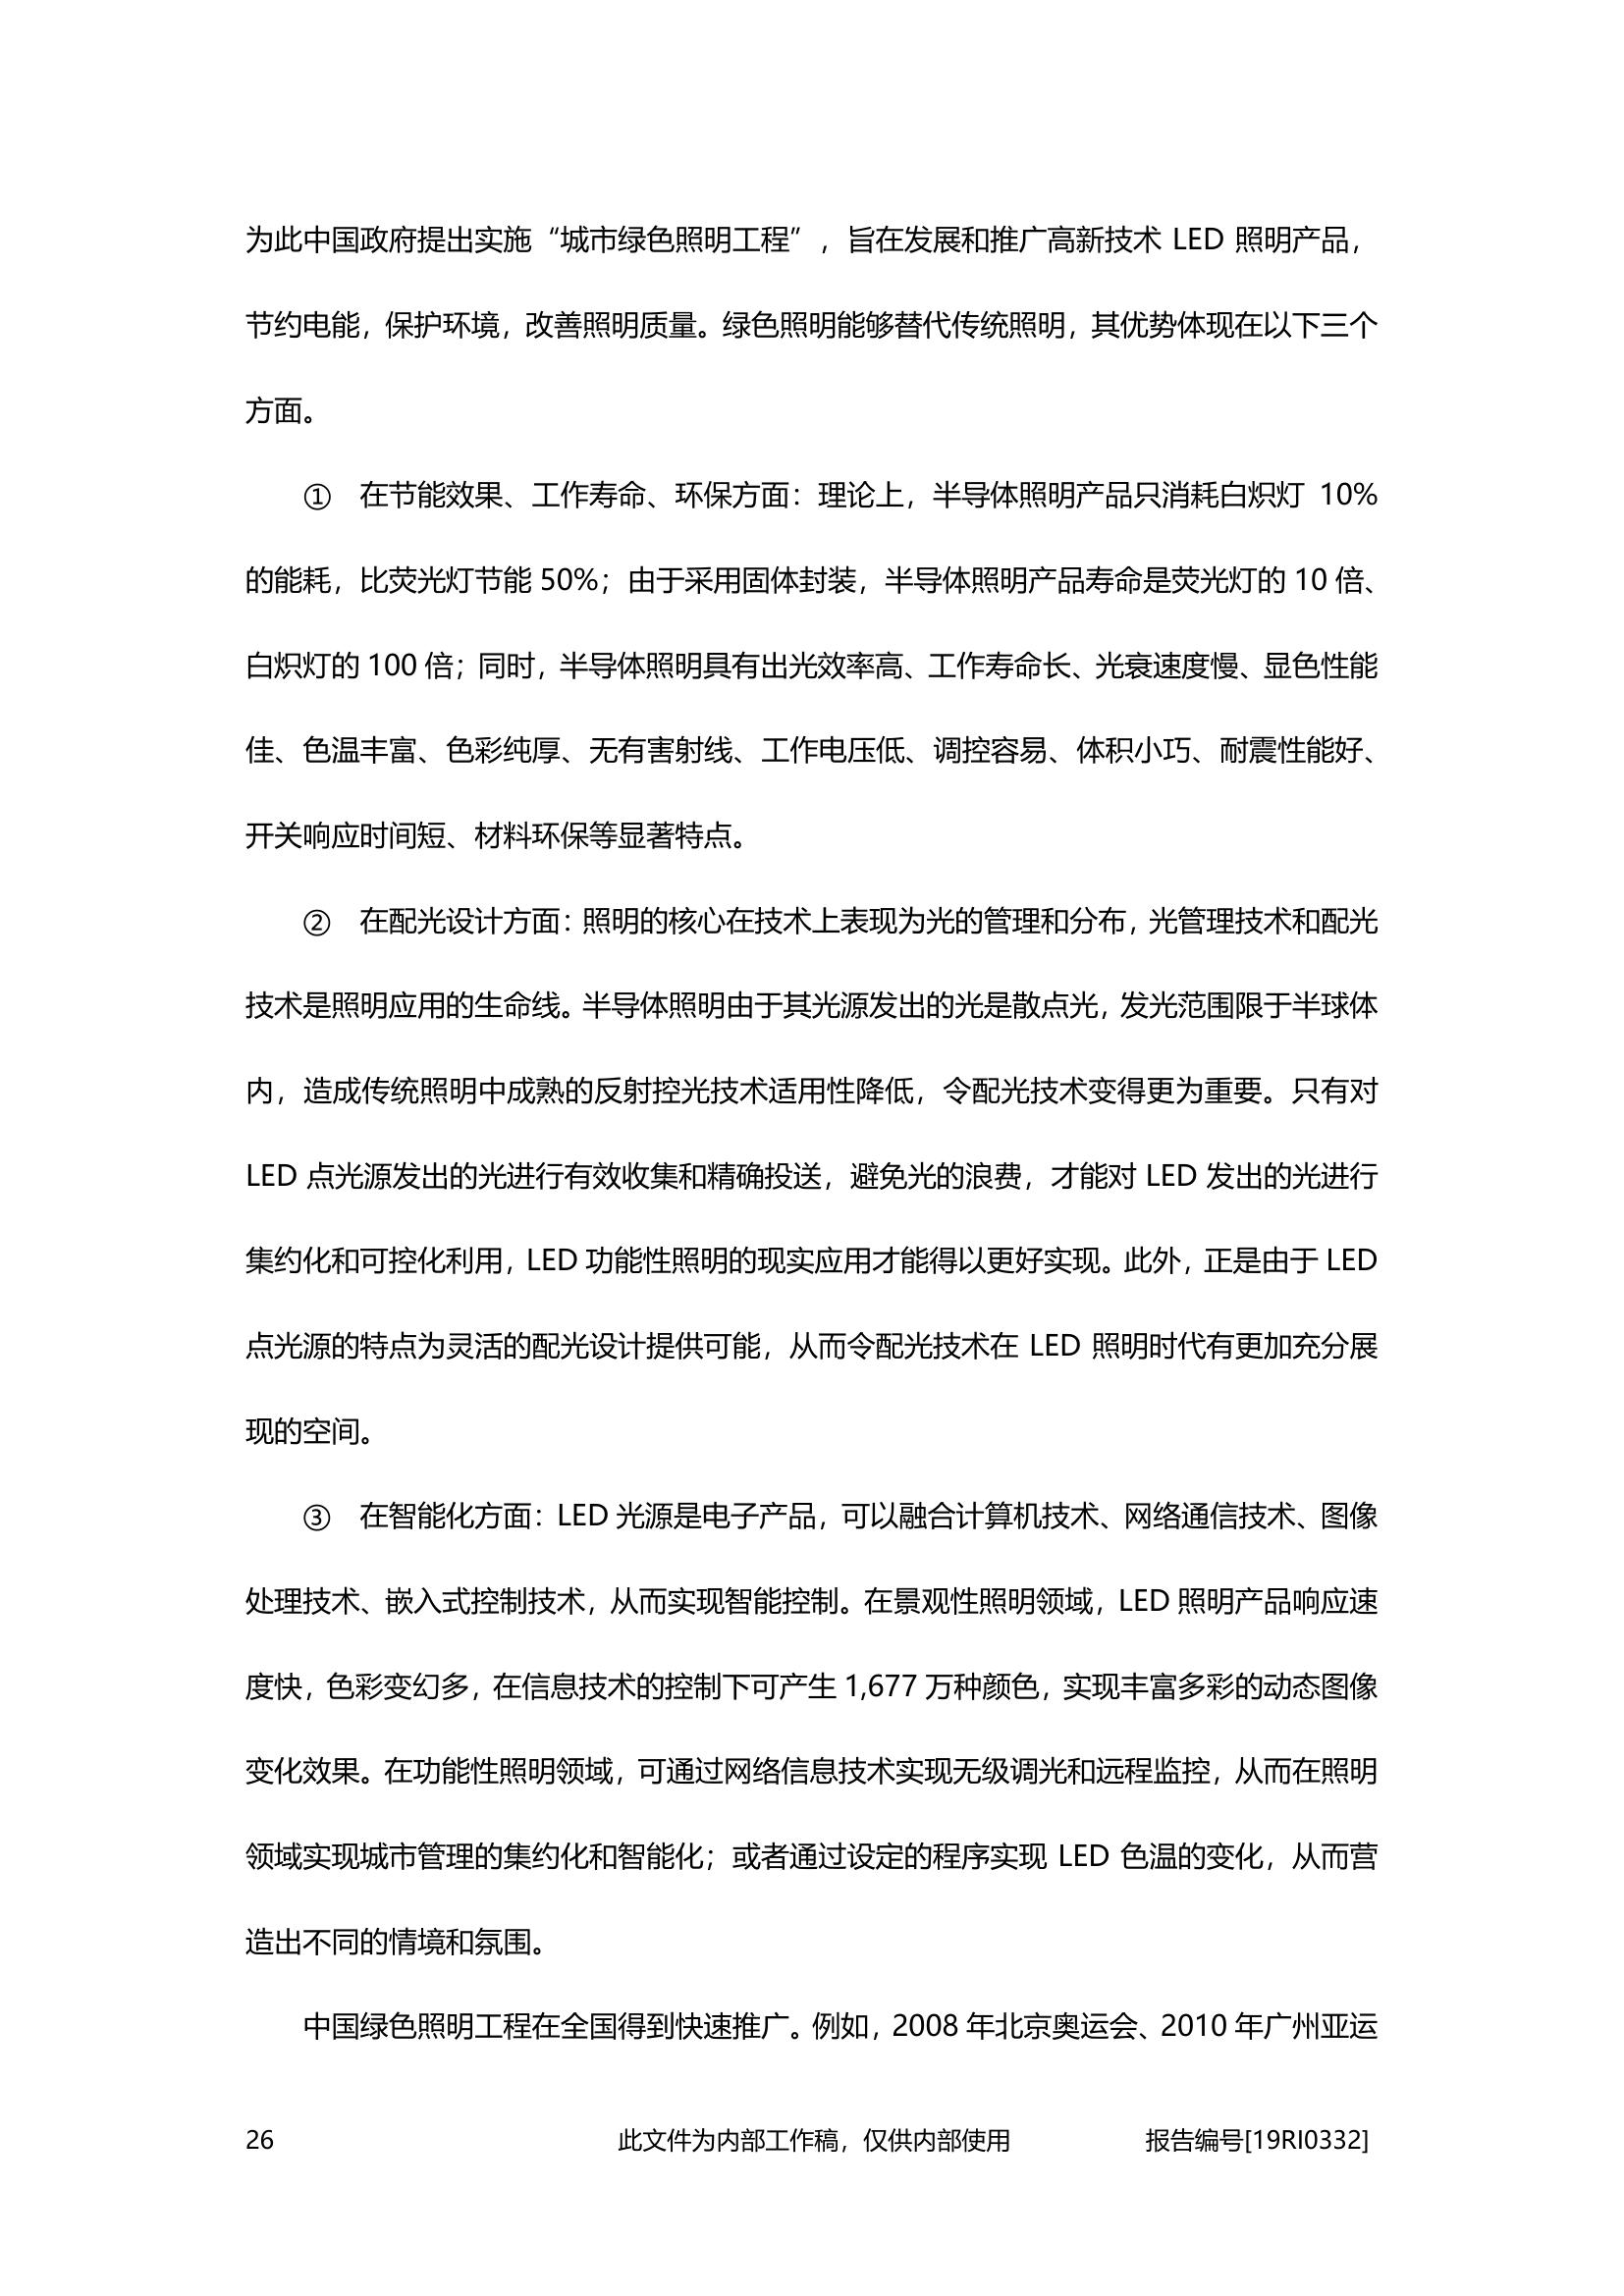 为此中国政府提出实施“城市绿色照明工程”，旨在发展和推广高新技术 LED 照明产品，
节约电能，保护环境，改善照明质量。绿色照明能够替代传统照明，其优势体现在以下三个
方面。
① 在节能效果、工作寿命、环保方面：理论上，半导体照明产品只消耗白炽灯 10%
的能耗，比荧光灯节能 50%；由于采用固体封装，半导体照明产品寿命是荧光灯的 10 倍、
白炽灯的 100 倍；同时，半导体照明具有出光效率高、工作寿命长、光衰速度慢、显色性能
佳、色温丰富、色彩纯厚、无有害射线、工作电压低、调控容易、体积小巧、耐震性能好、
开关响应时间短、材料环保等显著特点。
② 在配光设计方面：照明的核心在技术上表现为光的管理和分布，光管理技术和配光
技术是照明应用的生命线。半导体照明由于其光源发出的光是散点光，发光范围限于半球体
内，造成传统照明中成熟的反射控光技术适用性降低，令配光技术变得更为重要。只有对
LED 点光源发出的光进行有效收集和精确投送，避免光的浪费，才能对 LED 发出的光进行
集约化和可控化利用，LED 功能性照明的现实应用才能得以更好实现。此外，正是由于 LED
点光源的特点为灵活的配光设计提供可能，从而令配光技术在 LED 照明时代有更加充分展
现的空间。
③ 在智能化方面：LED 光源是电子产品，可以融合计算机技术、网络通信技术、图像
处理技术、嵌入式控制技术，从而实现智能控制。在景观性照明领域，LED 照明产品响应速
度快，色彩变幻多，在信息技术的控制下可产生 1,677 万种颜色，实现丰富多彩的动态图像
变化效果。在功能性照明领域，可通过网络信息技术实现无级调光和远程监控，从而在照明
领域实现城市管理的集约化和智能化；或者通过设定的程序实现 LED 色温的变化，从而营
造出不同的情境和氛围。
中国绿色照明工程在全国得到快速推广。例如，2008 年北京奥运会、2010 年广州亚运
26 此文件为内部工作稿，仅供内部使用 报告编号[19RI0332]